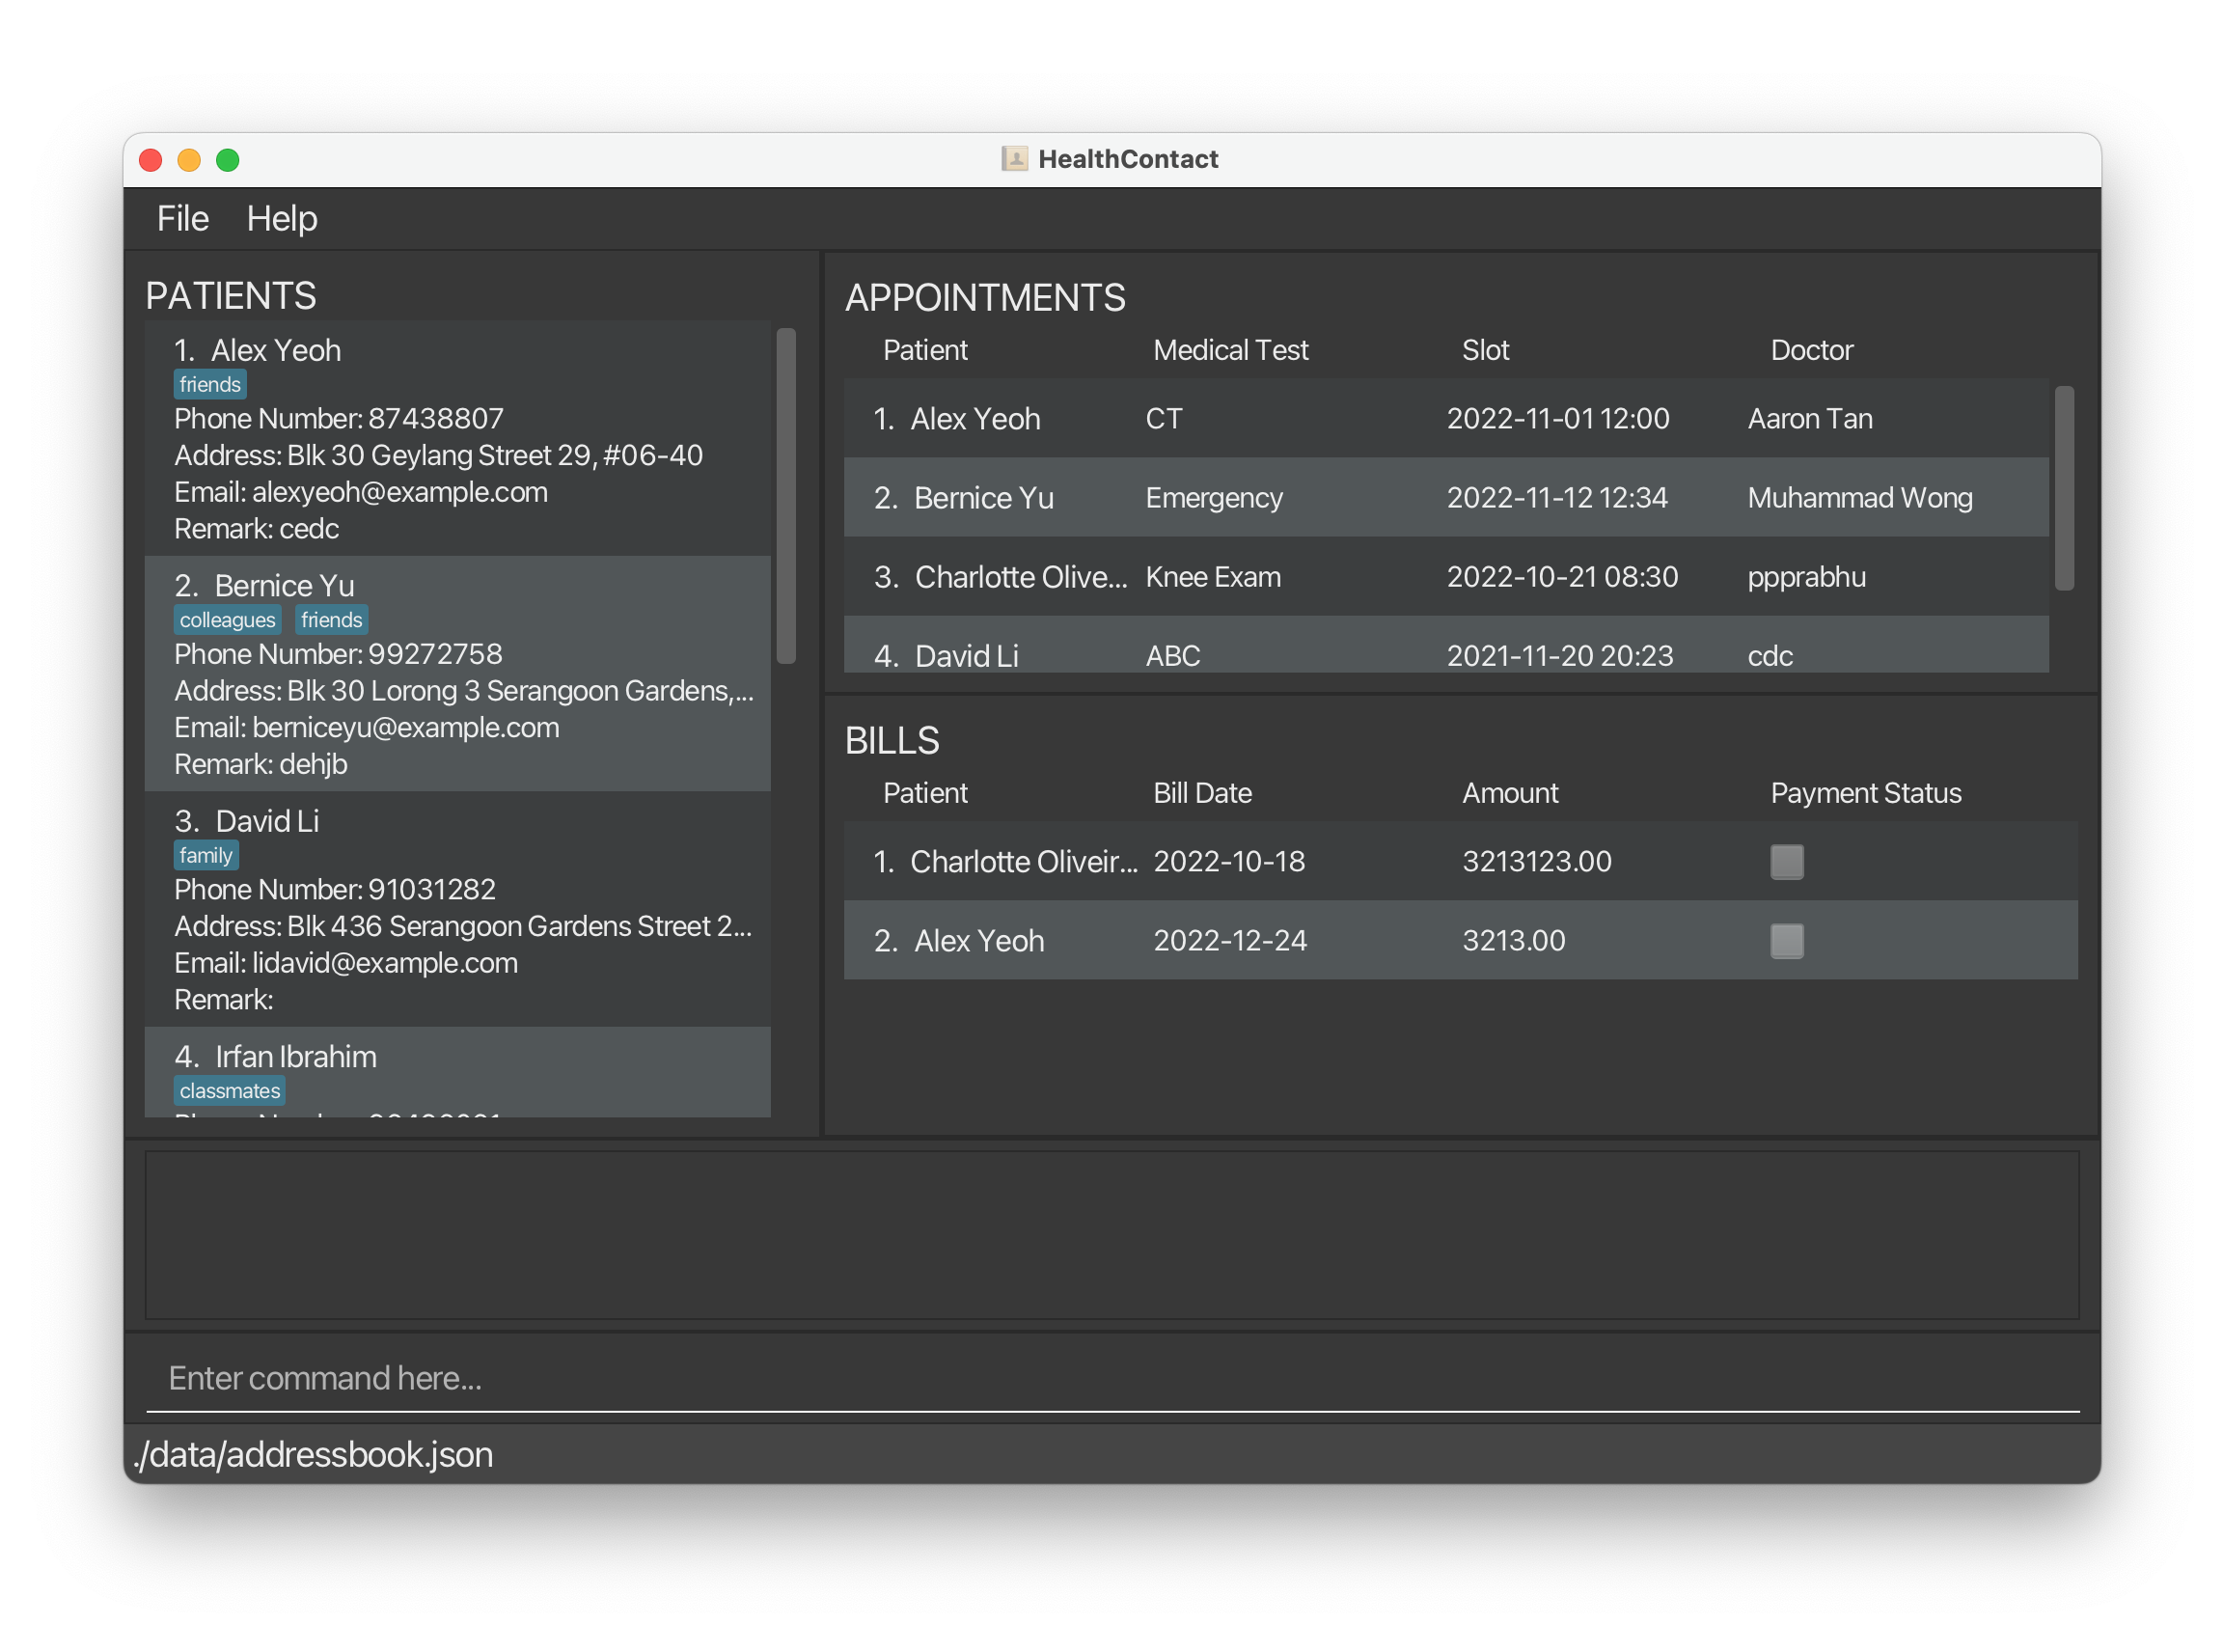 HealthContact
File Help
PATIENTS
1. Alex Yeoh
friends
Phone Number: 87438807
Address: Blk 30 Geylang Street 29, #06-40
Email: alexyeoh@example.com
Remark: cedc
2. Bernice Yu
colleagues friends
Phone Number: 99272758
Address: Blk 30 Lorong 3 Serangoon Gardens,...
Email: berniceyu@example.com
Remark: dehjb
3. David Li
family
Phone Number: 91031282
Address: Blk 436 Serangoon Gardens Street 2...
Email: lidavid@example.com
Remark:
4. Irfan Ibrahim
classmates
APPOINTMENTS
Patient Medical Test Slot Doctor
1. Alex Yeoh CT 2022-11-01 12:00 Aaron Tan
2. Bernice Yu Emergency 2022-11-12 12:34 Muhammad Wong
3. Charlotte Olive... Knee Exam 2022-10-21 08:30 ppprabhu
4. David Li ABC 2021-11-20 20:23 cdc
BILLS
Patient Bill Date Amount Payment Status
1. Charlotte Oliveir... 2022-10-18 3213123.00
2. Alex Yeoh 2022-12-24 3213.00
Enter command here...
./data/addressbook.json